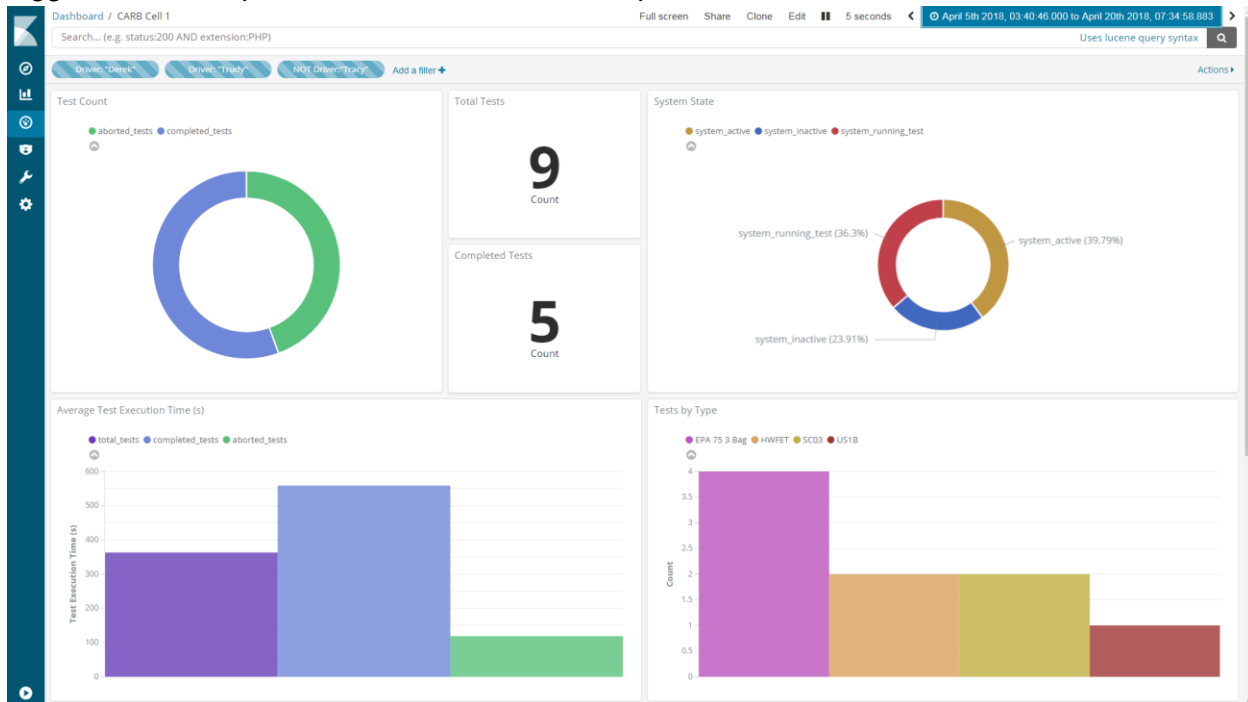 Dashboard / CARB Cell 1
Full screen Share Clone Edit 5 seconds April 5th 2018, 03:40:46.000 to April 20th 2018, 07:34:58.883
Search... (e.g. status:200 AND extension:PHP)
Uses lucene query syntax
Driver: "Derek" Driver: "Trudy" NOT Driver:"Tracy" Add a filter +
Actions
Test Count
aborted_tests completed_tests
Total Tests
9
Count
Completed Tests
5
Count
System State
system_active system_inactive system_running_test
system_running_test (36.3%)
system_active (39.79%)
system_inactive (23.91%)
Average Test Execution Time (s)
total_tests completed_tests aborted_tests
600
500
400
300
200
100
0
Test Execution Time (s)
Tests by Type
EPA 75 3 Bag HWFET SC03 US1B
4
3.5
3
2.5
2
1.5
1
0.5
0
Count